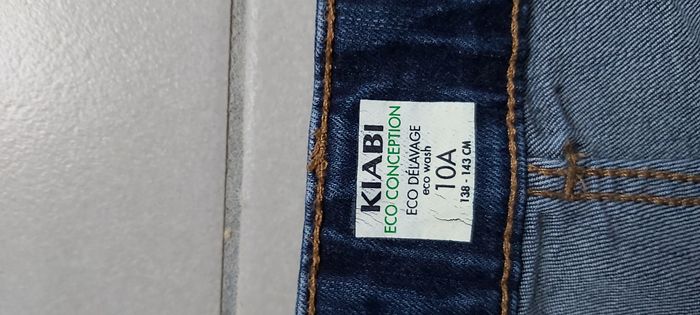 KIABI
ECO CONCEPTION
ECO DÉLAVAGE
eco wash
10A
138 - 143 CM